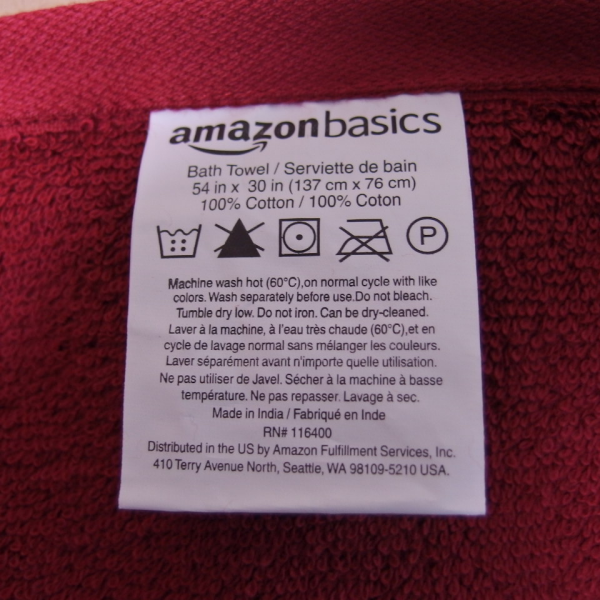 amazonbasics
Bath Towel / Serviette de bain
54 in x 30 in (137 cm x 76 cm)
100% Cotton / 100% Coton
P
Machine wash hot (60°C),on normal cycle with like
colors. Wash separately before use.Do not bleach.
Tumble dry low. Do not iron. Can be dry-cleaned.
Laver à la machine, à l'eau très chaude (60°C),et en
cycle de lavage normal sans mélanger les couleurs.
Laver séparément avant n'importe quelle utilisation.
Ne pas utiliser de Javel. Sécher à la machine à basse
température. Ne pas repasser. Lavage à sec.
Made in India / Fabriqué en Inde
RN# 116400
Distributed in the US by Amazon Fulfillment Services, Inc.
410 Terry Avenue North, Seattle, WA 98109-5210 USA.